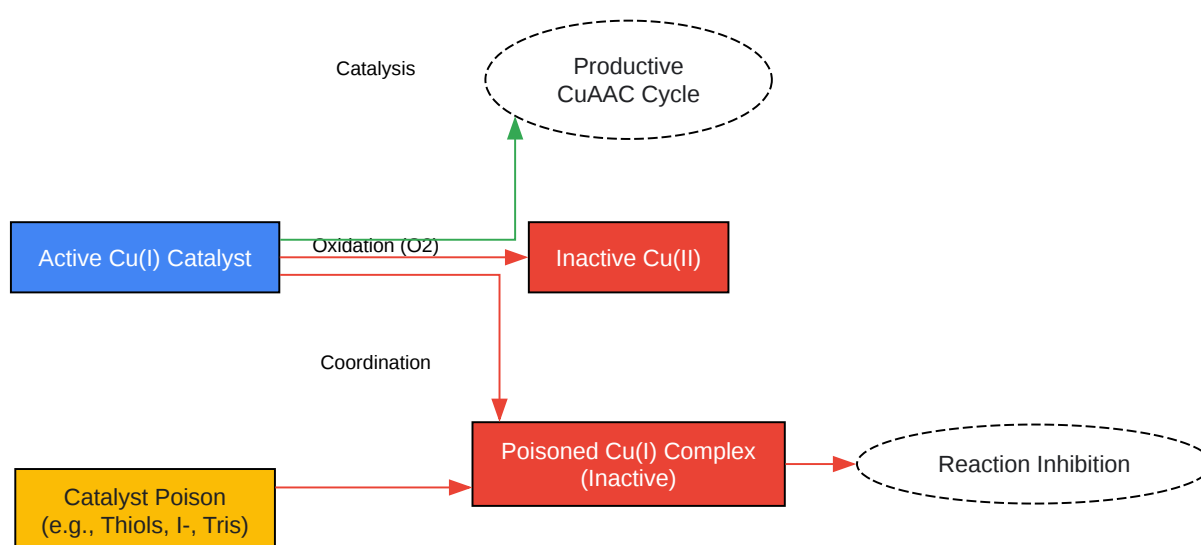 Catalysis
Productive
CuAAC Cycle
Active Cu(I) Catalyst
Oxidation (O2)
Inactive Cu(II)
Coordination
Poisoned Cu(I) Complex
(Inactive)
Reaction Inhibition
Catalyst Poison
(e.g., Thiols, I-, Tris)